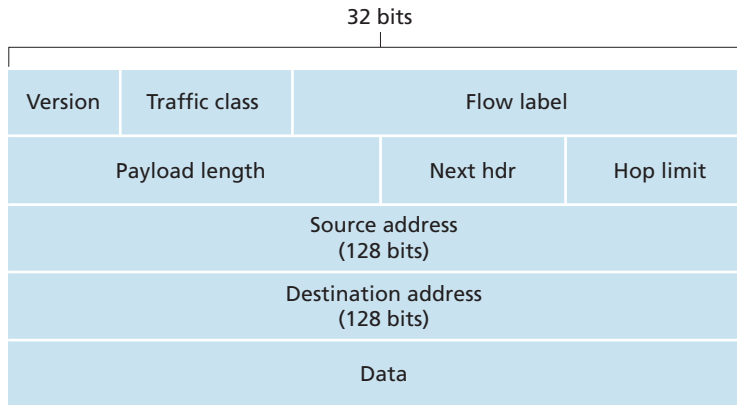 32 bits
Version Traffic class Flow label
Payload length Next hdr Hop limit
Source address
(128 bits)
Destination address
(128 bits)
Data